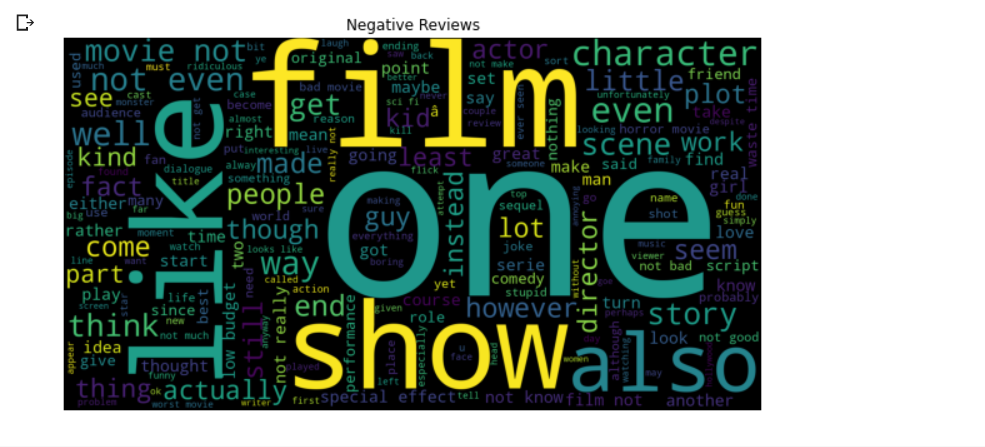 Negative Reviews
movie not
bit
laugh
ending
actor
character
ye
original
saw
back
not make
sort
used
much
must
ridiculous
film
point
better
set
little
friend
not even
case
bad movie
maybe
never
say
ever seen
unfortunately
plot
see
cast
monster
become
get
sci fi
kid
â
couple
nothing
even
take
despite
audience
not get
almost
reason
kill
review
looking
horror movie
waste time
well
right
mean
really not
scene
work
like
put
interesting
live
going
least
great
someone
said
family
find
kind
fan
alway
made
flick
make
real
girl
episode
found
dialogue
something
attempt
man
fact
title
people
one
making
top
sequel
annoying
go
name
fun
done
either
many
world
sure
guy
lot
shot
guess
simply
big
use
far
though
everything
instead
joke
director
love
rather
moment
time
looks like
got
serie
music
seem
come
watch
two
way
boring
comedy
viewer
line
want
start
need
called
yet
stupid
without
not bad
script
part
action
god
know
play
life
best
end
given
course
however
turn
probably
screen
star
since
low budget
still
anyway
not really
performance
role
perhaps
story
think
new
show
especially
u
face
head
day
although
look
not good
idea
not much
place
women
watching
also
appear
give
thought
played
left
may
thing
funny
ok
actually
problem
worst movie
writer
first
special effect
tell
not know
film not
another